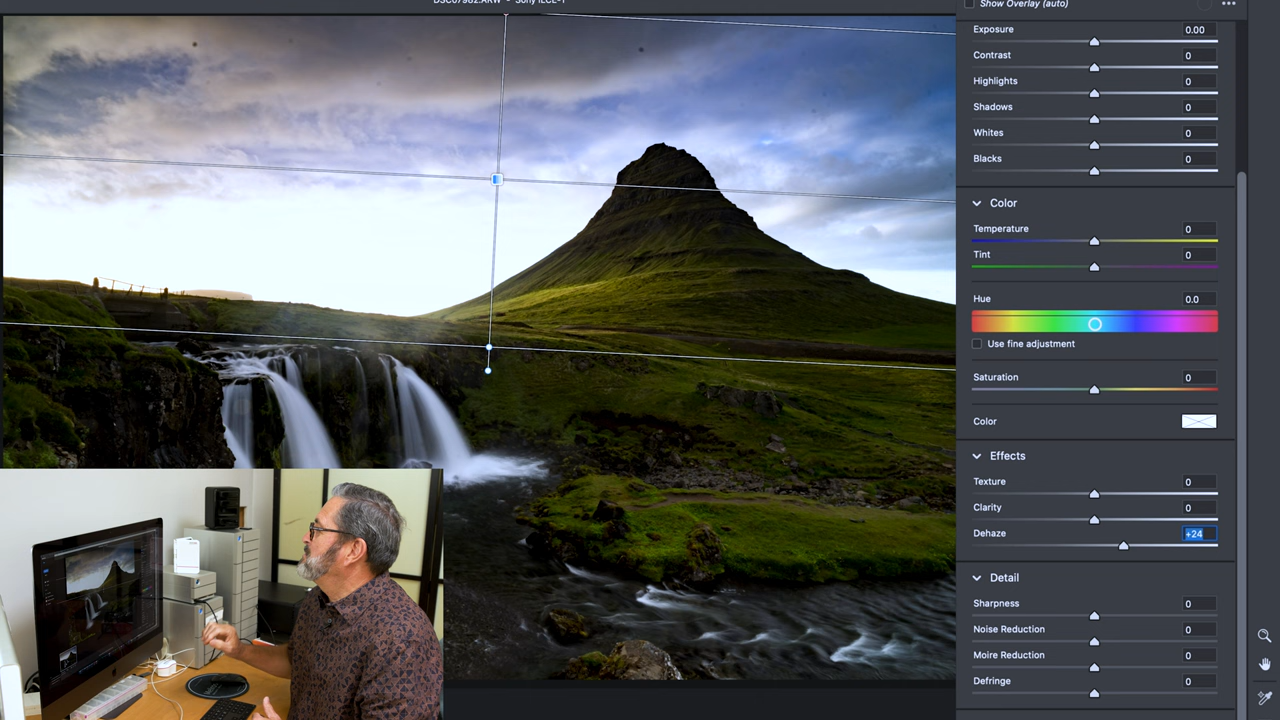 Show Overlay (auto)
Exposure 0.00
Contrast 0
Highlights 0
Shadows 0
Whites 0
Blacks 0
Color
Temperature 0
Tint 0
Hue 0.0
Use fine adjustment
Saturation 0
Color
Effects
Texture 0
Clarity 0
Dehaze +24
Detail
Sharpness 0
Noise Reduction 0
Moire Reduction 0
Defringe 0